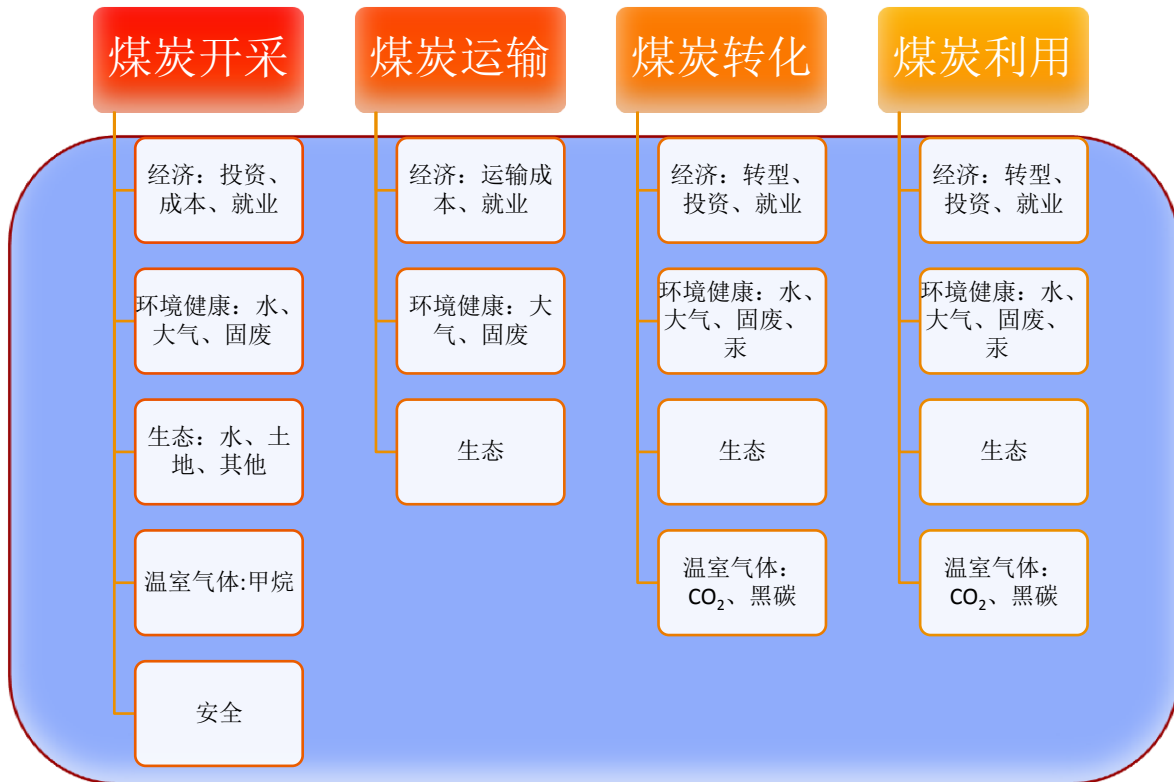 煤炭开采
经济：投资、
成本、就业
环境健康：水、
大气、固废
生态：水、土
地、其他
温室气体:甲烷
安全
煤炭运输
经济：运输成
本、就业
环境健康：大
气、固废
生态
煤炭转化
经济：转型、
投资、就业
环境健康：水、
大气、固废、
汞
生态
温室气体：
CO₂、黑碳
煤炭利用
经济：转型、
投资、就业
环境健康：水、
大气、固废、
汞
生态
温室气体：
CO₂、黑碳